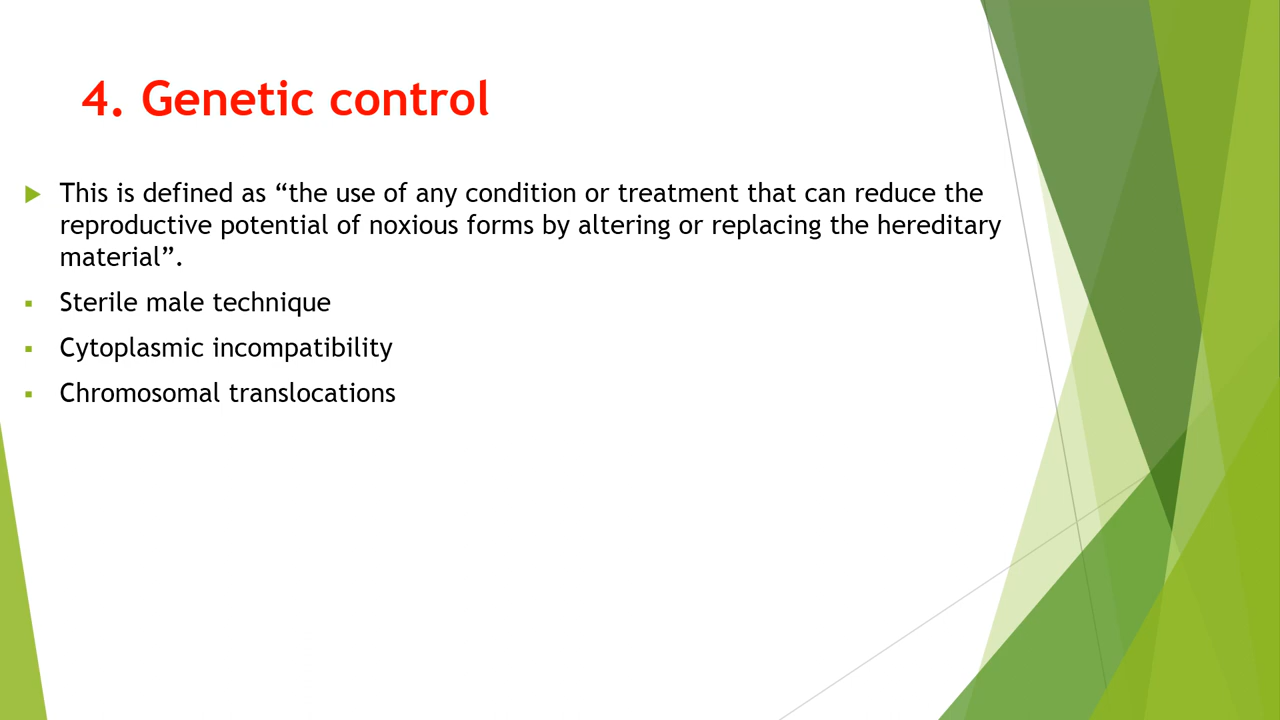 4. Genetic control
This is defined as “the use of any condition or treatment that can reduce the
reproductive potential of noxious forms by altering or replacing the hereditary
material”.
Sterile male technique
Cytoplasmic incompatibility
Chromosomal translocations